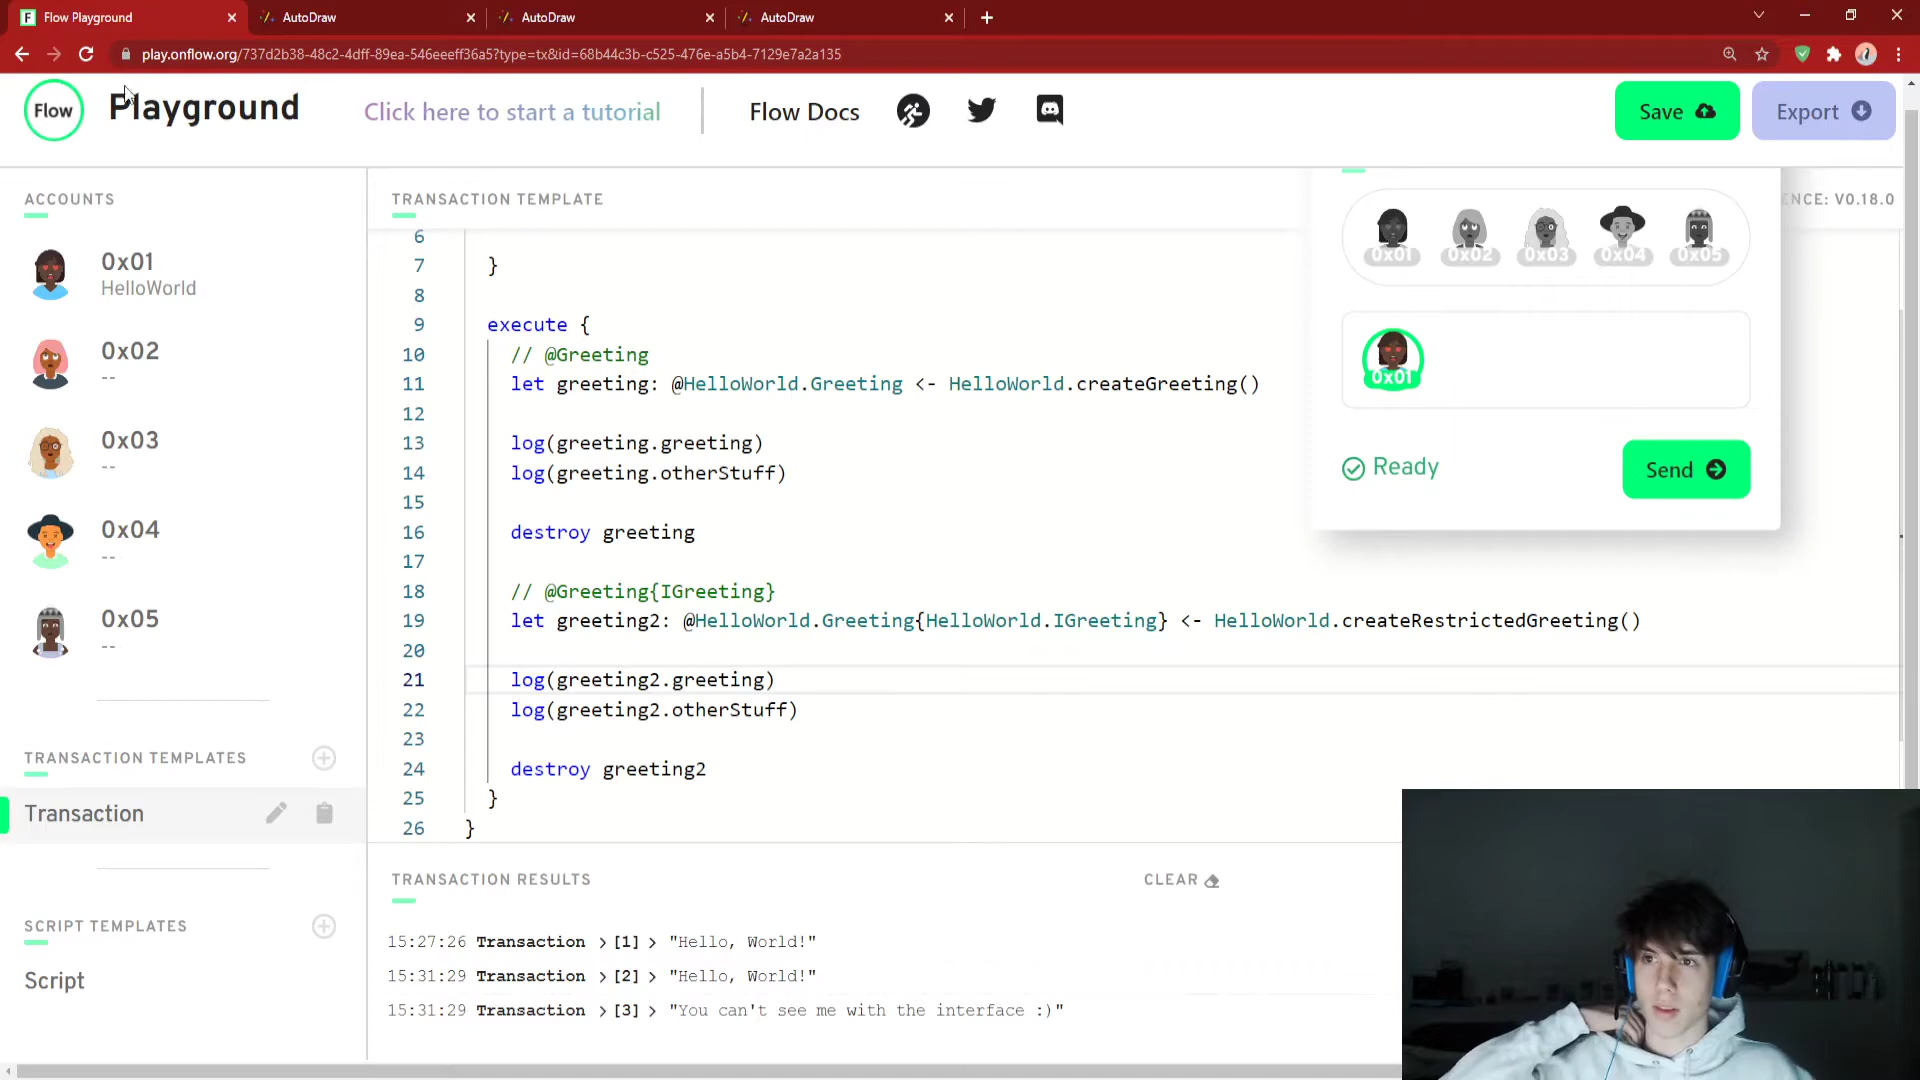 Flow Playground
AutoDraw
AutoDraw
AutoDraw
play.onflow.org/737d2b38-48c2-4dff-89ea-546eeeff36a5?type=tx&id=68b44c3b-c525-476e-a5b4-7129e7a2a135
Flow
Playground
Click here to start a tutorial
Flow Docs
Save
Export
ACCOUNTS
0x01
HelloWorld
0x02
--
0x03
--
0x04
--
0x05
--
TRANSACTION TEMPLATES
Transaction
SCRIPT TEMPLATES
Script
TRANSACTION TEMPLATE
ENCE: V0.18.0
6
7 }
8
9 execute {
10 // @Greeting
11 let greeting: @HelloWorld.Greeting <- HelloWorld.createGreeting()
12
13 log(greeting.greeting)
14 log(greeting.otherStuff)
15
16 destroy greeting
17
18 // @Greeting{IGreeting}
19 let greeting2: @HelloWorld.Greeting{HelloWorld.IGreeting} <- HelloWorld.createRestrictedGreeting()
20
21 log(greeting2.greeting)
22 log(greeting2.otherStuff)
23
24 destroy greeting2
25 }
26 }
0x01 0x02 0x03 0x04 0x05
0x01
Ready
Send
TRANSACTION RESULTS
CLEAR
15:27:26 Transaction > [1] > "Hello, World!"
15:31:29 Transaction > [2] > "Hello, World!"
15:31:29 Transaction > [3] > "You can't see me with the interface :)"